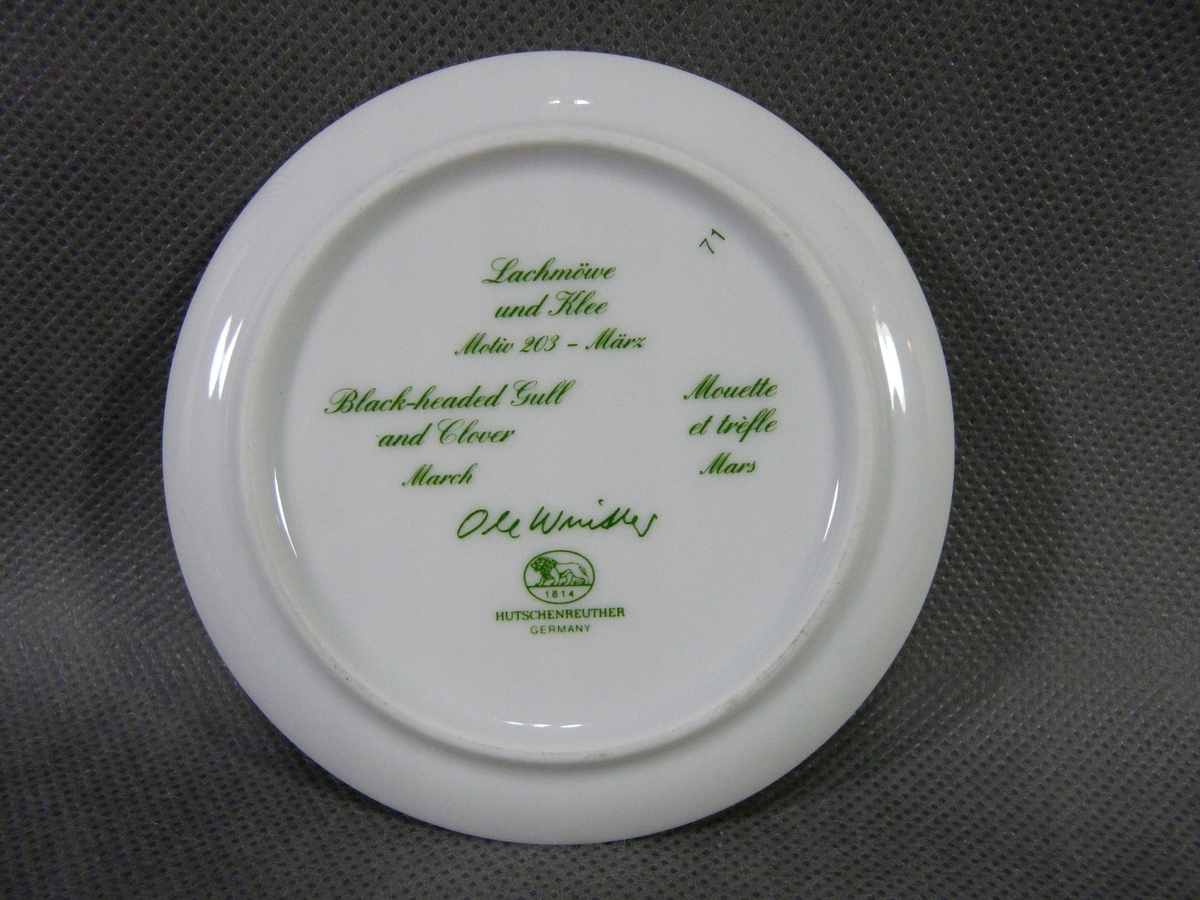 71
Lachmöwe
und Klee
Motiv 203 – März
Black-headed Gull
and Clover
March
Mouette
et trèfle
Mars
Ole Winther
1814
HUTSCHENREUTHER
GERMANY